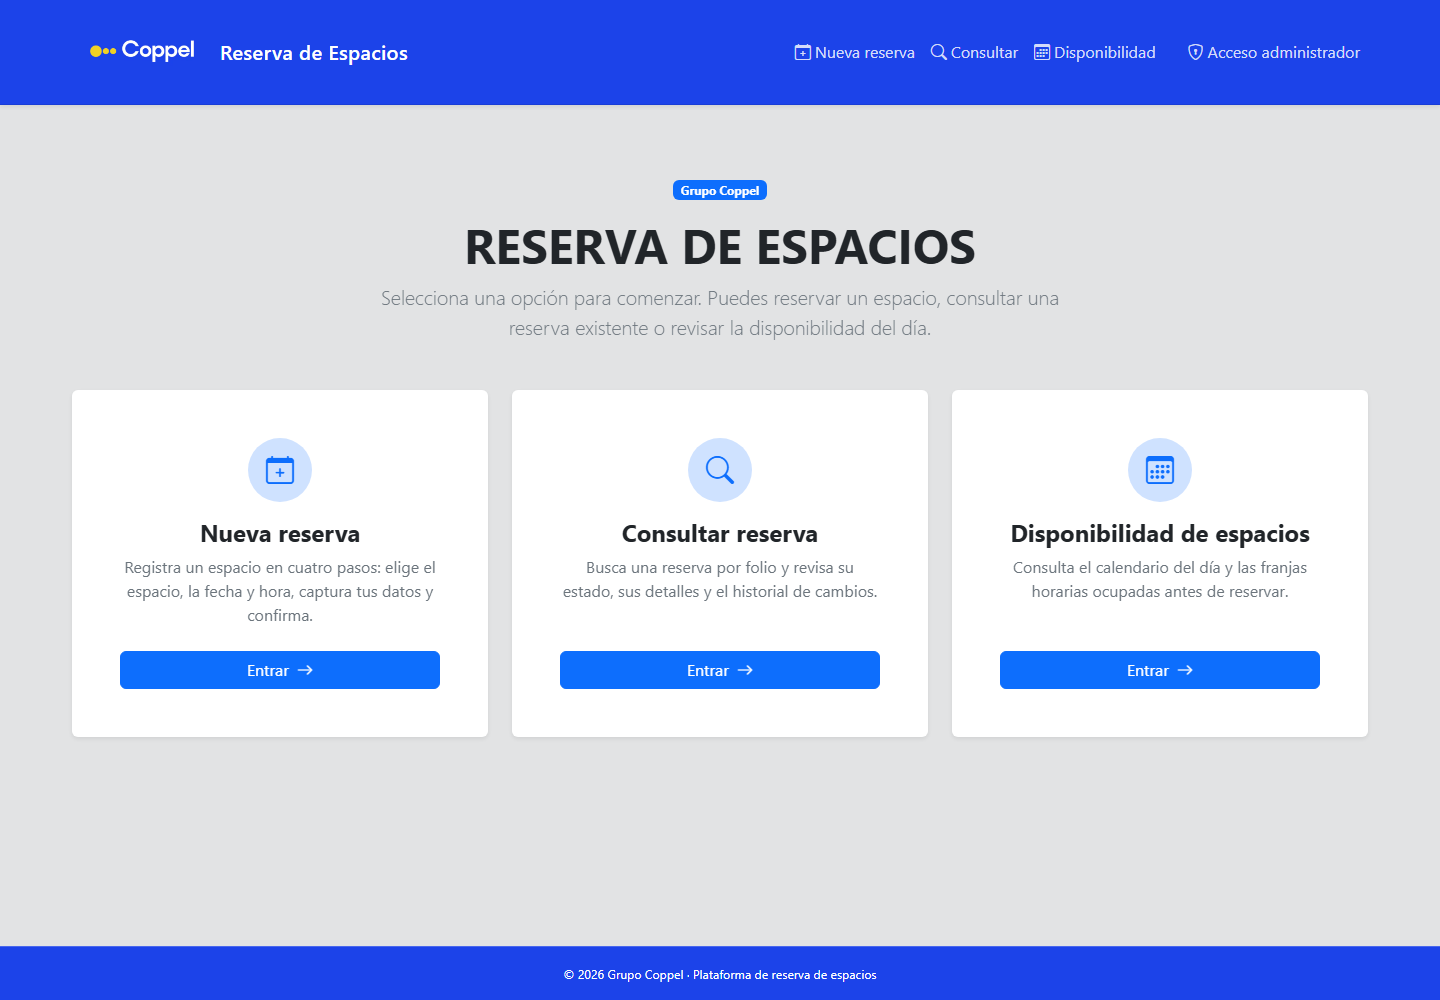 Coppel
Reserva de Espacios
Nueva reserva
Consultar
Disponibilidad
Acceso administrador
Grupo Coppel
RESERVA DE ESPACIOS
Selecciona una opción para comenzar. Puedes reservar un espacio, consultar una
reserva existente o revisar la disponibilidad del día.
Nueva reserva
Registra un espacio en cuatro pasos: elige el
espacio, la fecha y hora, captura tus datos y
confirma.
Entrar →
Consultar reserva
Busca una reserva por folio y revisa su
estado, sus detalles y el historial de cambios.
Entrar →
Disponibilidad de espacios
Consulta el calendario del día y las franjas
horarias ocupadas antes de reservar.
Entrar →
© 2026 Grupo Coppel · Plataforma de reserva de espacios